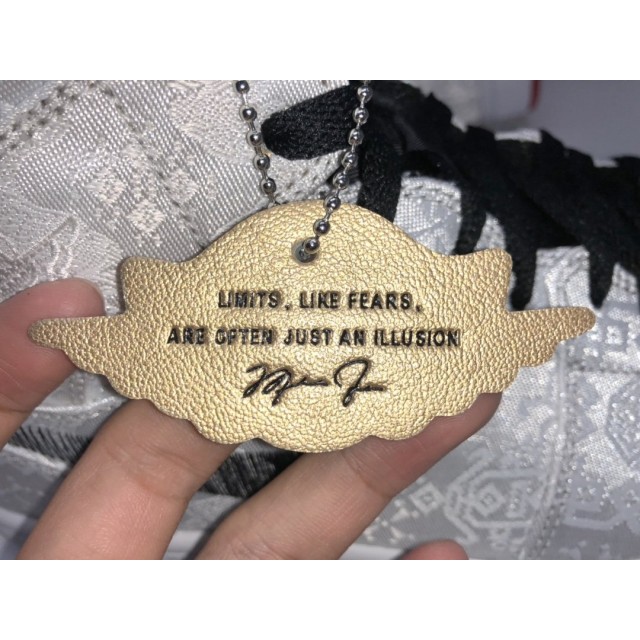 LIMITS, LIKE FEARS,
ARE OFTEN JUST AN ILLUSION